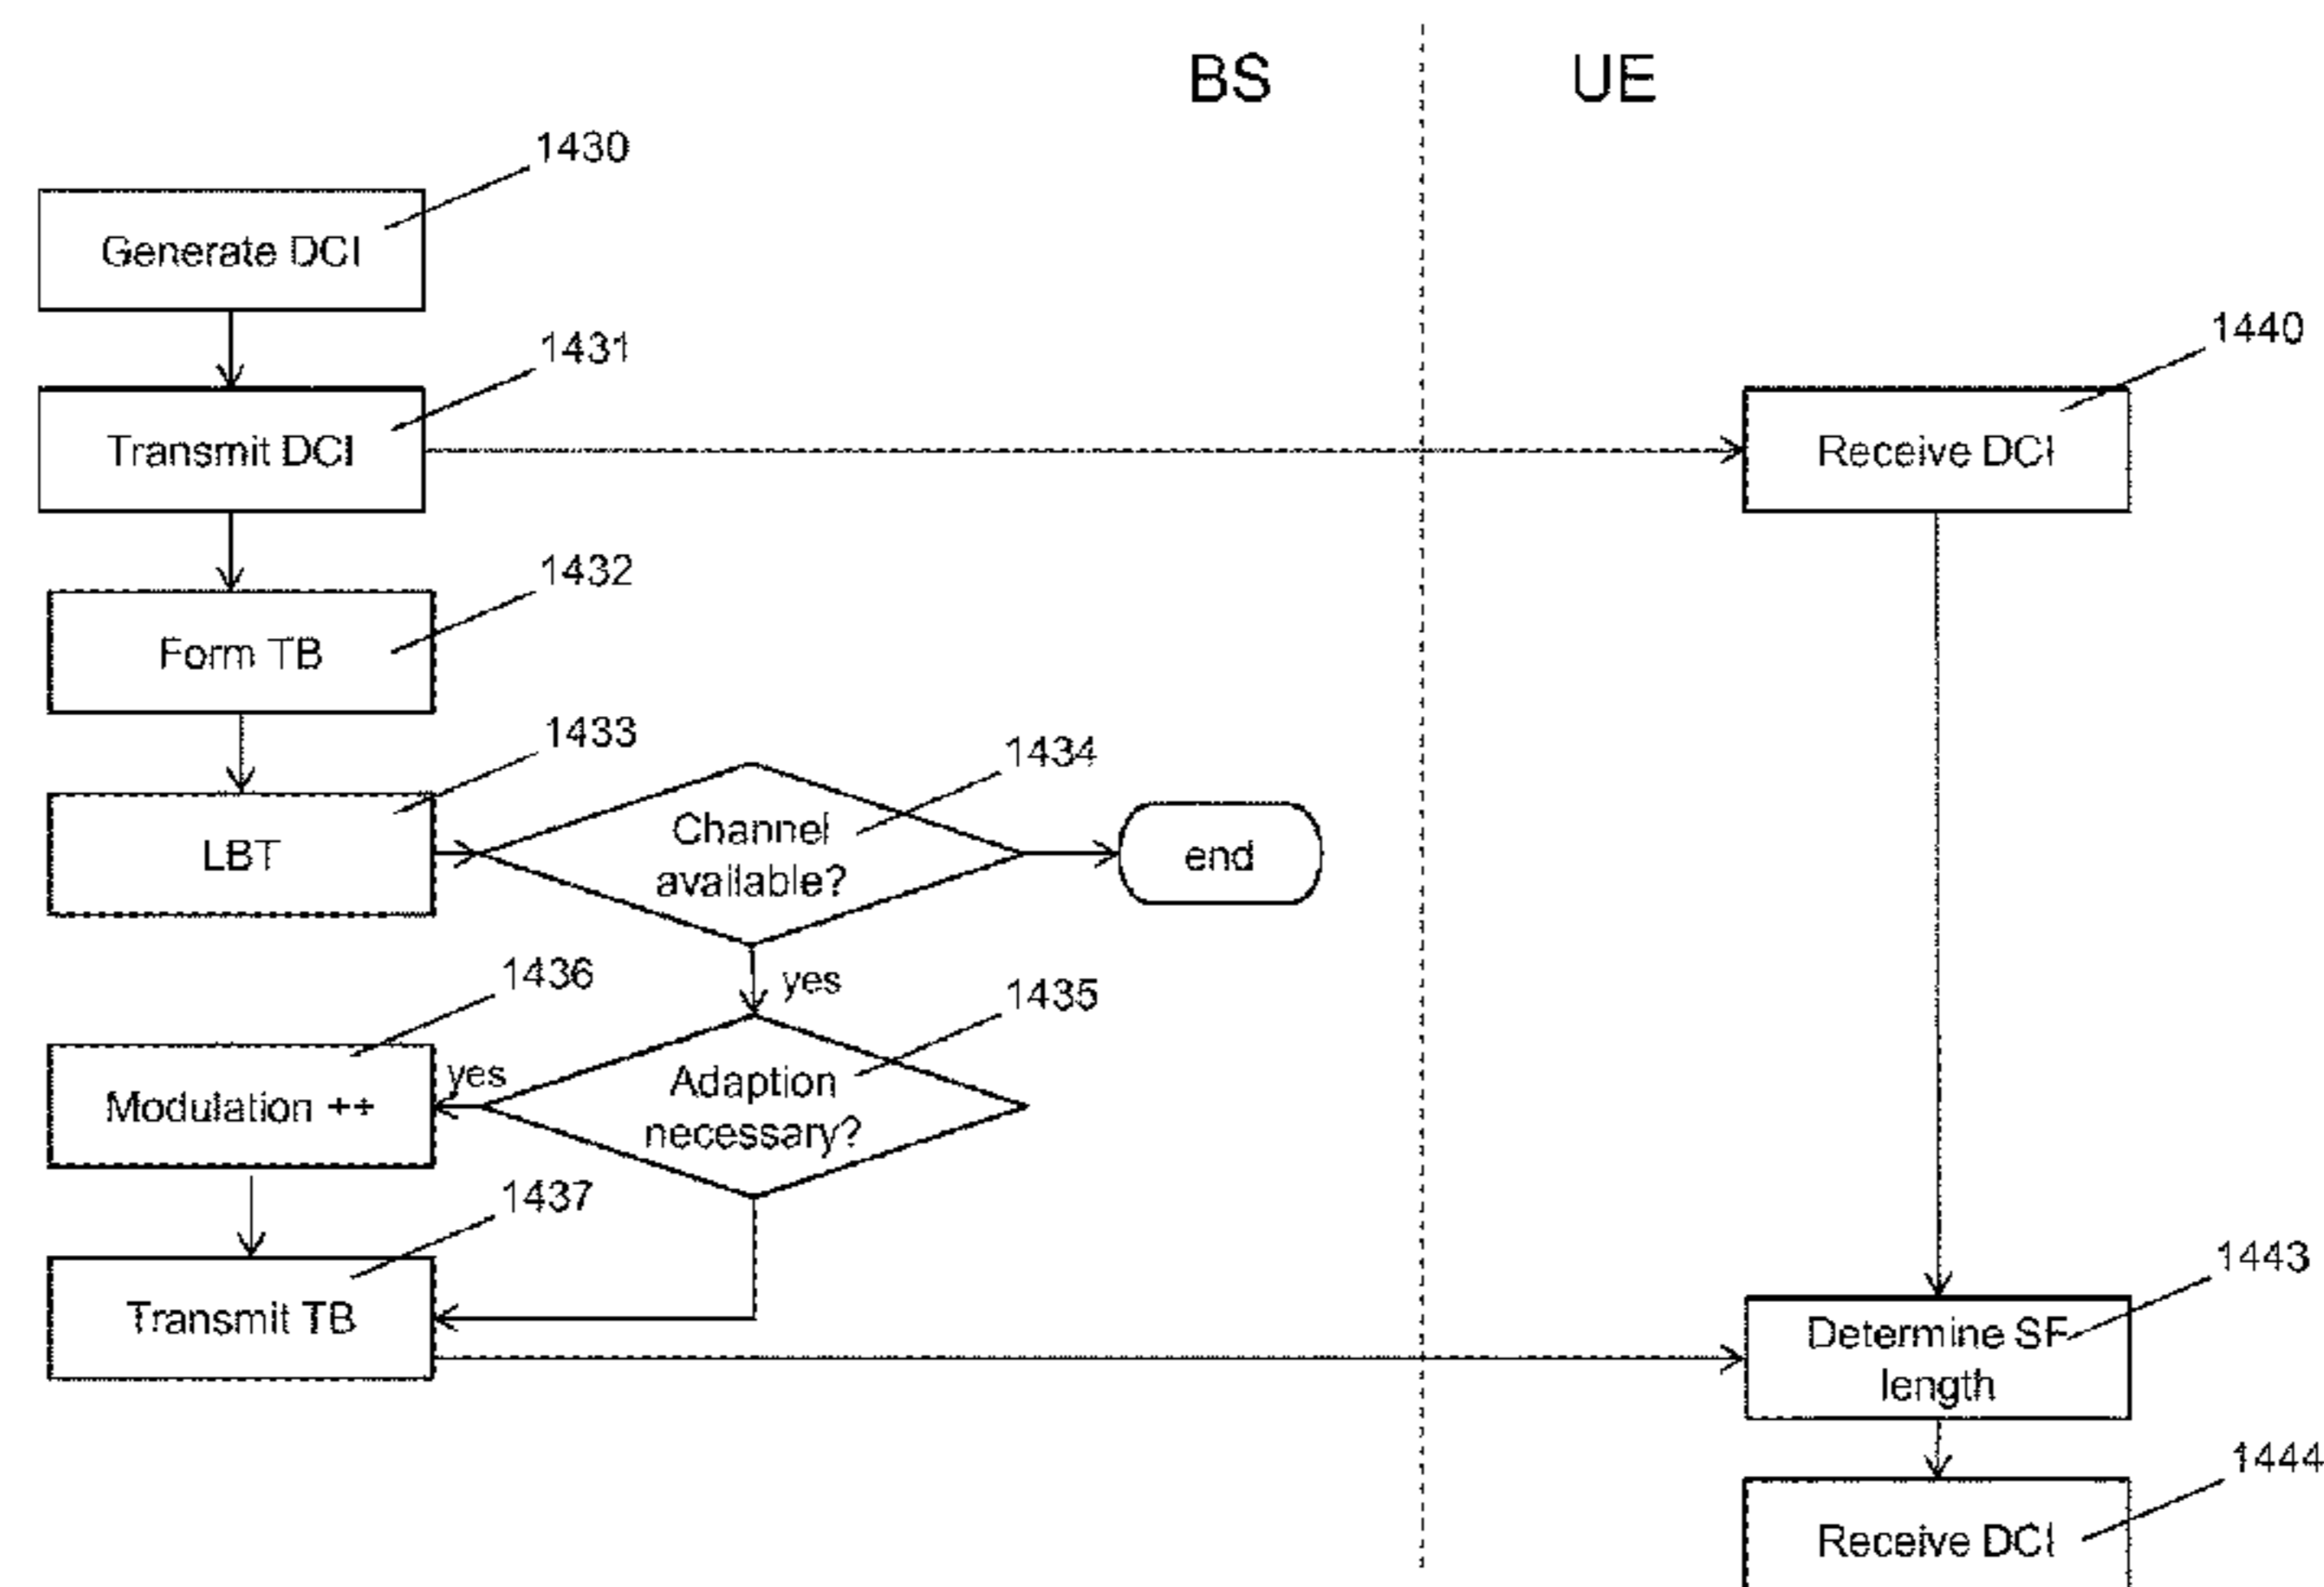 BS
UE
1430
Generate DCI
1431
1440
Transmit DCI
Receive DCI
1432
Form TB
1433
1434
LBT
Channel
available?
end
yes
1436
1435
Modulation ++
yes
Adaption
necessary?
1437
1443
Transmit TB
Determine SF
length
1444
Receive DCI